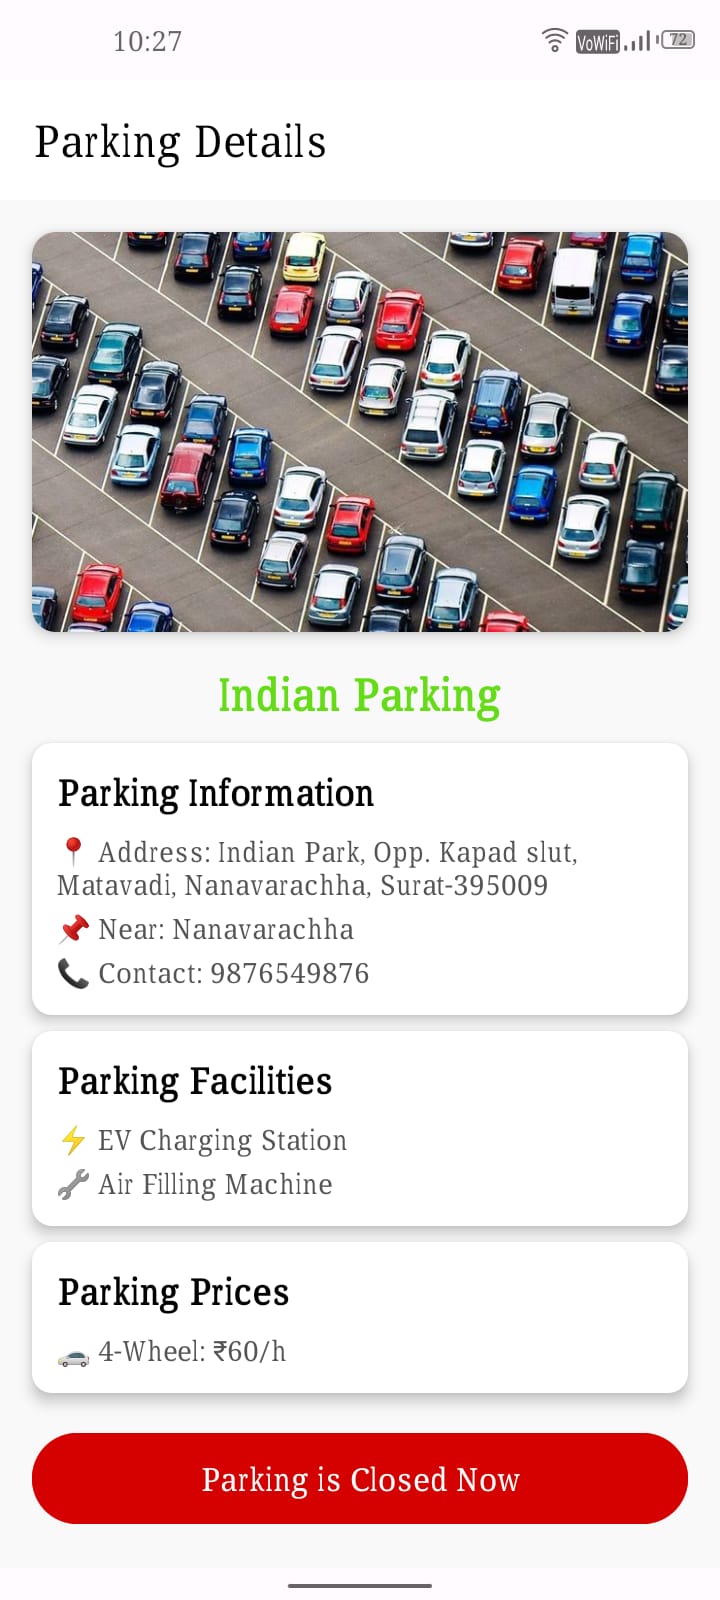 10:27
VoWiFi
72
Parking Details
Indian Parking
Parking Information
📍 Address: Indian Park, Opp. Kapad slut,
Matavadi, Nanavarachha, Surat-395009
📌 Near: Nanavarachha
📞 Contact: 9876549876
Parking Facilities
⚡ EV Charging Station
🔧 Air Filling Machine
Parking Prices
🚗 4-Wheel: ₹60/h
Parking is Closed Now